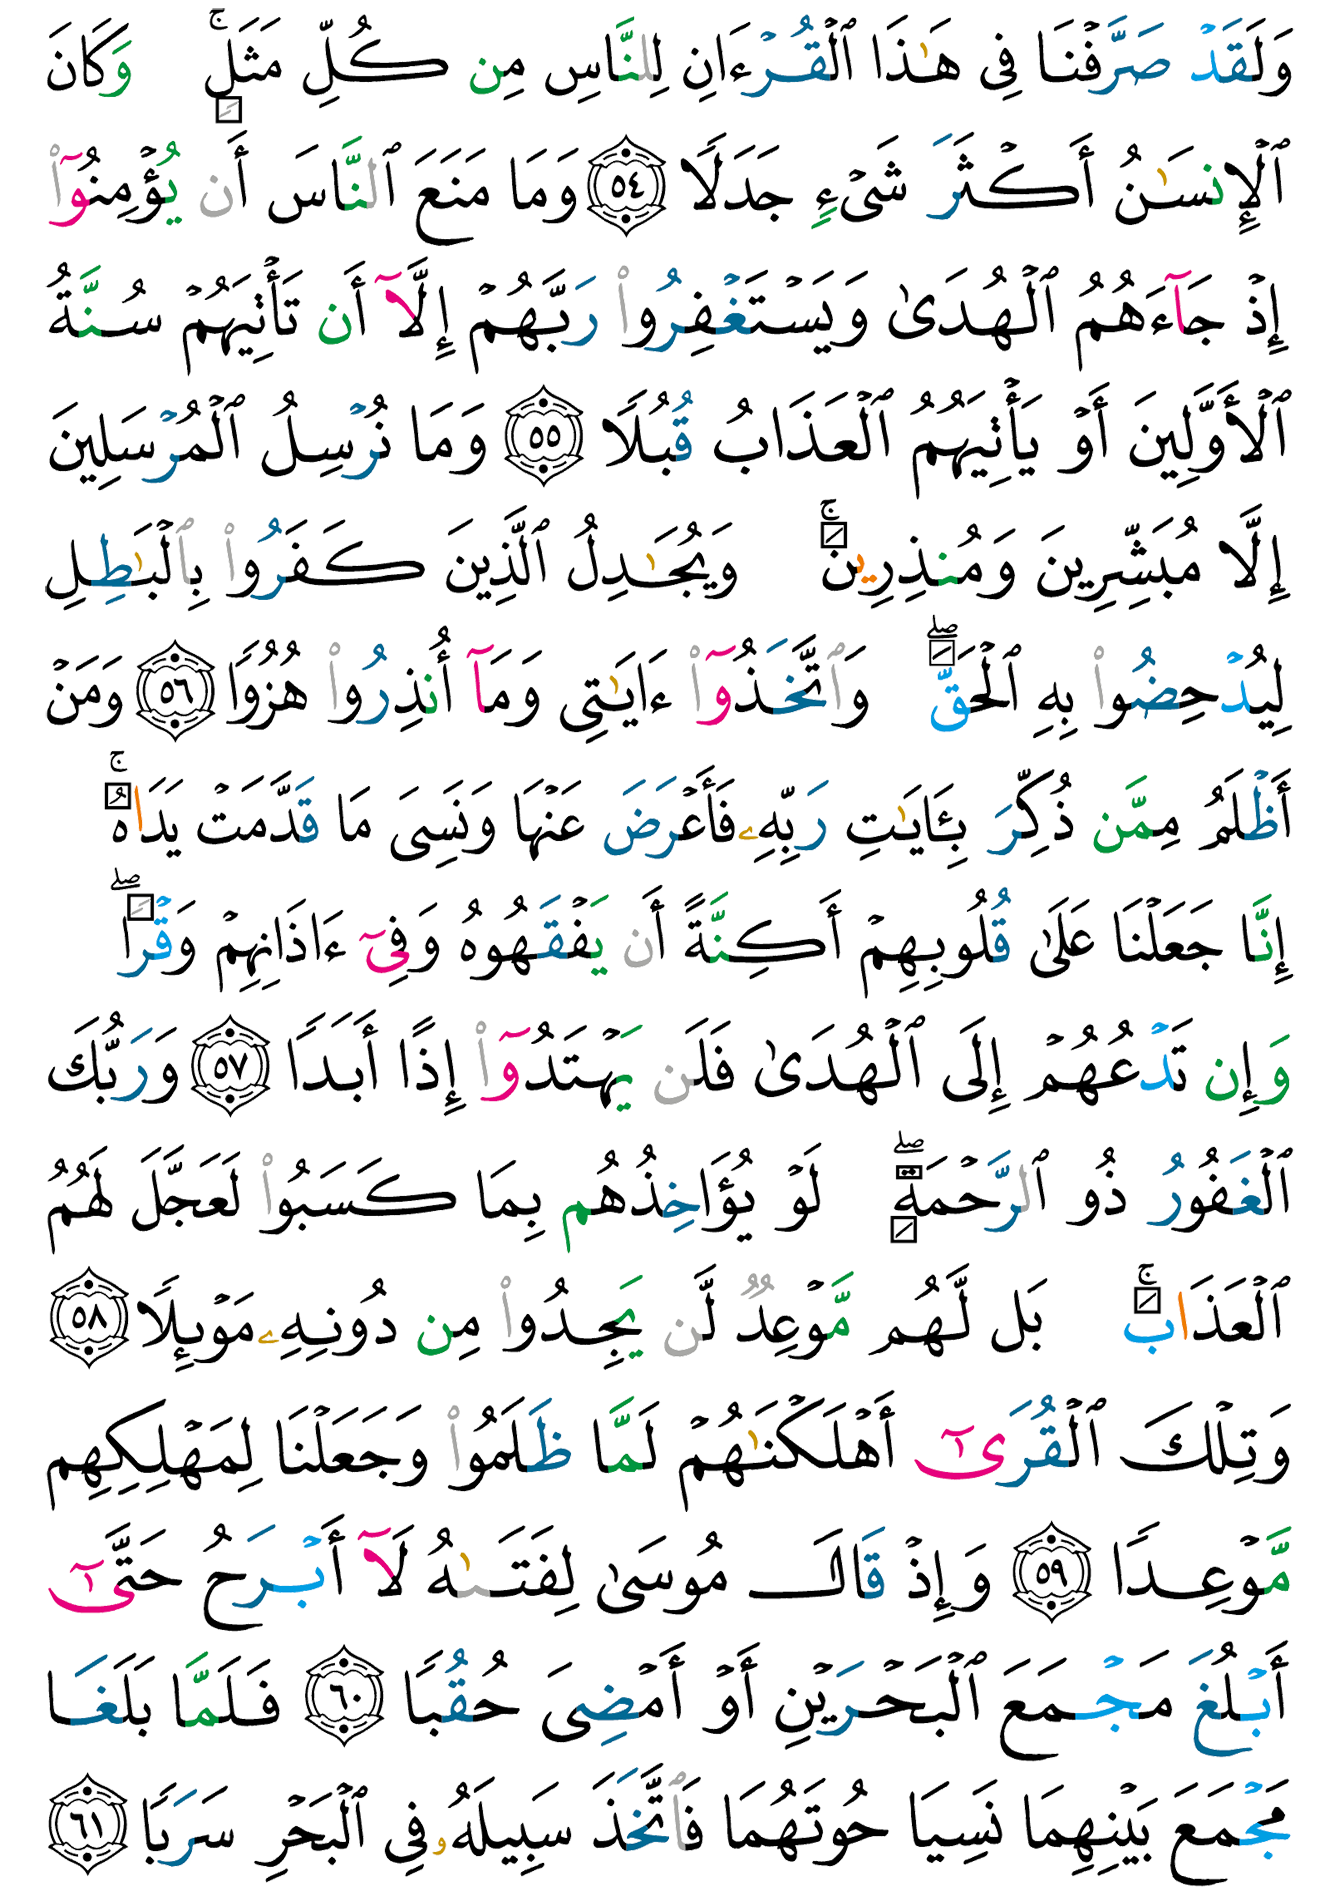 وَلَقَدۡ صَرَّفۡنَا فِى هَـٰذَا ٱلۡقُرۡءَانِ لِلنَّاسِ مِن كُلِّ مَثَلٍۚ وَكَانَ
ٱلۡإِنسَـٰنُ أَكۡثَرَ شَىۡءٍ جَدَلًا ٥٤ وَمَا مَنَعَ ٱلنَّاسَ أَن يُؤۡمِنُوٓا۟
إِذۡ جَآءَهُمُ ٱلۡهُدَىٰ وَيَسۡتَغۡفِرُوا۟ رَبَّهُمۡ إِلَّآ أَن تَأۡتِيَهُمۡ سُنَّةُ
ٱلۡأَوَّلِينَ أَوۡ يَأۡتِيَهُمُ ٱلۡعَذَابُ قُبُلًا ٥٥ وَمَا نُرۡسِلُ ٱلۡمُرۡسَلِينَ
إِلَّا مُبَشِّرِينَ وَمُنذِرِينَۚ وَيُجَـٰدِلُ ٱلَّذِينَ كَفَرُوا۟ بِٱلۡبَـٰطِلِ
لِيُدۡحِضُوا۟ بِهِ ٱلۡحَقَّۖ وَٱتَّخَذُوٓا۟ ءَايَـٰتِى وَمَآ أُنذِرُوا۟ هُزُوًا ٥٦ وَمَنۡ
أَظۡلَمُ مِمَّن ذُكِّرَ بِـَٔايَـٰتِ رَبِّهِۦ فَأَعۡرَضَ عَنۡهَا وَنَسِىَ مَا قَدَّمَتۡ يَدَاهُۚ
إِنَّا جَعَلۡنَا عَلَىٰ قُلُوبِهِمۡ أَكِنَّةً أَن يَفۡقَهُوهُ وَفِىٓ ءَاذَانِهِمۡ وَقۡرًاۖ
وَإِن تَدۡعُهُمۡ إِلَى ٱلۡهُدَىٰ فَلَن يَهۡتَدُوٓا۟ إِذًا أَبَدًا ٥٧ وَرَبُّكَ
ٱلۡغَفُورُ ذُو ٱلرَّحۡمَةِۖ لَوۡ يُؤَاخِذُهُم بِمَا كَسَبُوا۟ لَعَجَّلَ لَهُمُ
ٱلۡعَذَابَۚ بَل لَّهُم مَّوۡعِدٌ لَّن يَجِدُوا۟ مِن دُونِهِۦ مَوۡئِلًا ٥٨
وَتِلۡكَ ٱلۡقُرَىٰٓ أَهۡلَكۡنَـٰهُمۡ لَمَّا ظَلَمُوا۟ وَجَعَلۡنَا لِمَهۡلِكِهِم
مَّوۡعِدًا ٥٩ وَإِذۡ قَالَ مُوسَىٰ لِفَتَىٰهُ لَآ أَبۡرَحُ حَتَّىٰٓ
أَبۡلُغَ مَجۡمَعَ ٱلۡبَحۡرَيۡنِ أَوۡ أَمۡضِىَ حُقُبًا ٦٠ فَلَمَّا بَلَغَا
مَجۡمَعَ بَيۡنِهِمَا نَسِيَا حُوتَهُمَا فَٱتَّخَذَ سَبِيلَهُۥ فِى ٱلۡبَحۡرِ سَرَبًا ٦١